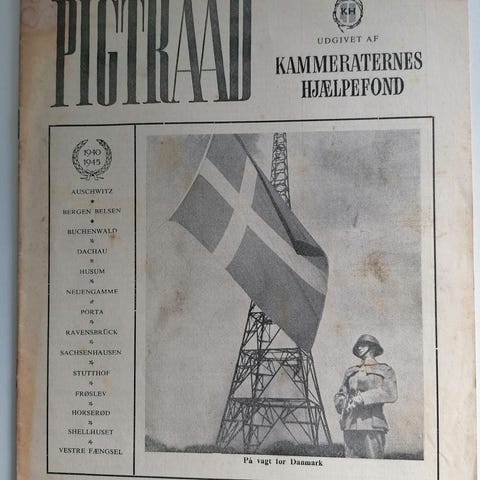 PIGTRAAD
KH
UDGIVET AF
KAMMERATERNES
HJÆLPEFOND
1940
1945
AUSCHWITZ
BERGEN BELSEN
BUCHENWALD
DACHAU
HUSUM
NEUENGAMME
PORTA
RAVENSBRÜCK
SACHSENHAUSEN
STUTTHOF
FRØSLEV
HORSERØD
SHELLHUSET
VESTRE FÆNGSEL
På vagt for Danmark